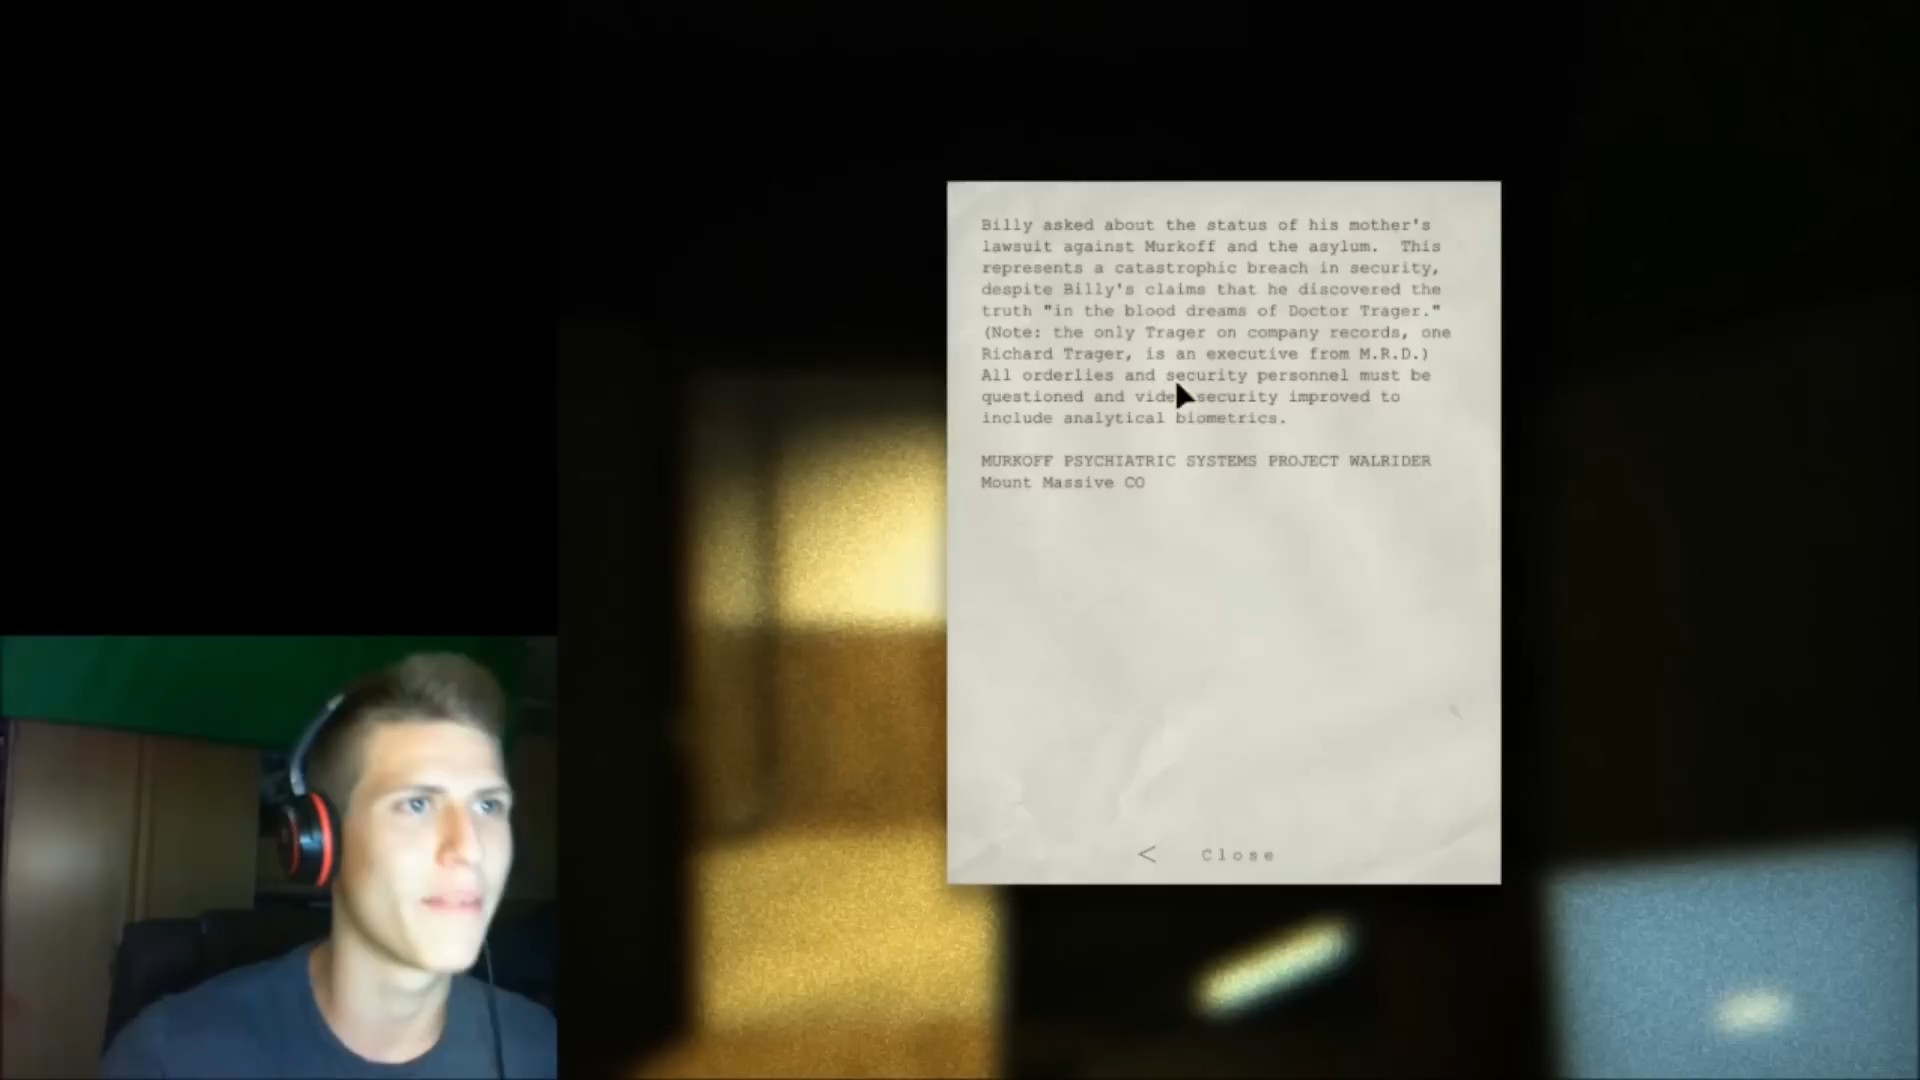 Billy asked about the status of his mother's
lawsuit against Murkoff and the asylum.  This
represents a catastrophic breach in security,
despite Billy's claims that he discovered the
truth "in the blood dreams of Doctor Trager."
(Note: the only Trager on company records, one
Richard Trager, is an executive from M.R.D.)
All orderlies and security personnel must be
questioned and vide security improved to
include analytical biometrics.
MURKOFF PSYCHIATRIC SYSTEMS PROJECT WALRIDER
Mount Massive CO
< Close